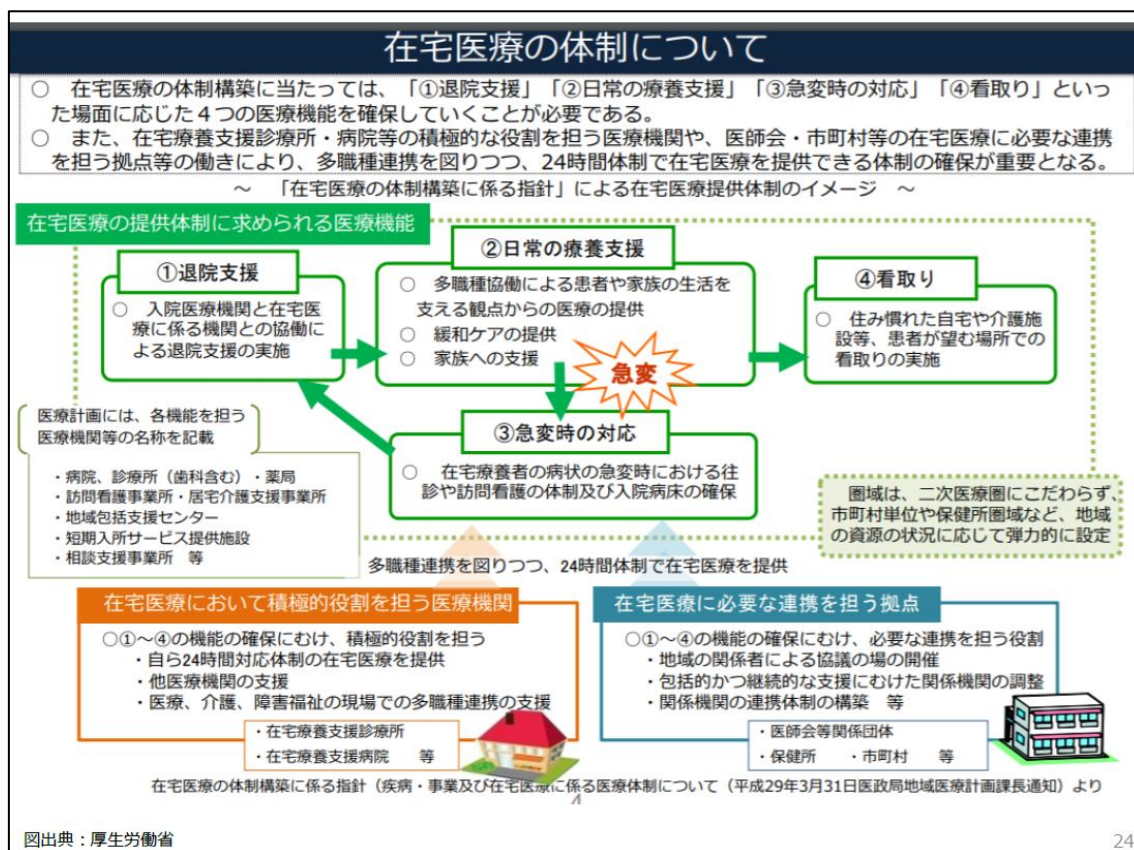 在宅医療の体制について
○ 在宅医療の体制構築に当たっては、「①退院支援」「②日常の療養支援」「③急変時の対応」「④看取り」といっ
た場面に応じた4つの医療機能を確保していくことが必要である。
○ また、在宅療養支援診療所・病院等の積極的な役割を担う医療機関や、医師会・市町村等の在宅医療に必要な連携
を担う拠点等の働きにより、多職種連携を図りつつ、24時間体制で在宅医療を提供できる体制の確保が重要となる。
～ 「在宅医療の体制構築に係る指針」による在宅医療提供体制のイメージ ～
在宅医療の提供体制に求められる医療機能
①退院支援
○ 入院医療機関と在宅医
療に係る機関との協働に
よる退院支援の実施
②日常の療養支援
○ 多職種協働による患者や家族の生活を
支える観点からの医療の提供
○ 緩和ケアの提供
○ 家族への支援
急変
④看取り
○ 住み慣れた自宅や介護施
設等、患者が望む場所での
看取りの実施
③急変時の対応
○ 在宅療養者の病状の急変時における往
診や訪問看護の体制及び入院病床の確保
医療計画には、各機能を担う
医療機関等の名称を記載
・病院、診療所（歯科含む）・薬局
・訪問看護事業所・居宅介護支援事業所
・地域包括支援センター
・短期入所サービス提供施設
・相談支援事業所 等
圏域は、二次医療圏にこだわらず、
市町村単位や保健所圏域など、地域
の資源の状況に応じて弾力的に設定
多職種連携を図りつつ、24時間体制で在宅医療を提供
在宅医療において積極的役割を担う医療機関
○①～④の機能の確保にむけ、積極的役割を担う
・自ら24時間対応体制の在宅医療を提供
・他医療機関の支援
・医療、介護、障害福祉の現場での多職種連携の支援
・在宅療養支援診療所
・在宅療養支援病院 等
在宅医療に必要な連携を担う拠点
○①～④の機能の確保にむけ、必要な連携を担う役割
・地域の関係者による協議の場の開催
・包括的かつ継続的な支援にむけた関係機関の調整
・関係機関の連携体制の構築 等
・医師会等関係団体
・保健所 ・市町村 等
在宅医療の体制構築に係る指針（疾病・事業及び在宅医療に係る医療体制について（平成29年3月31日医政局地域医療計画課長通知）より
図出典：厚生労働省
24